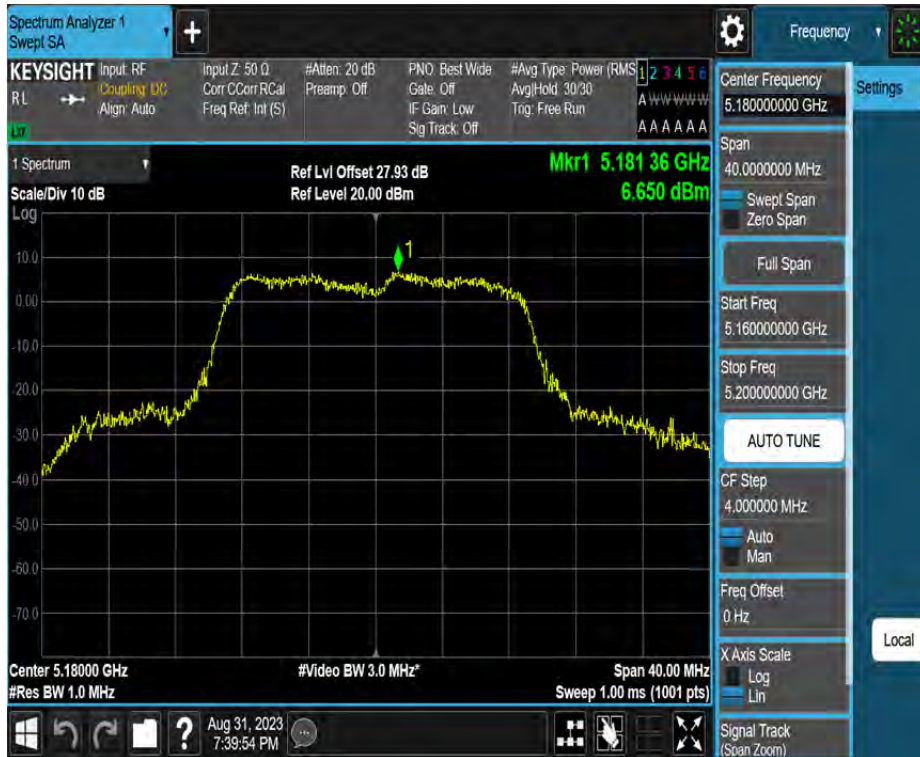 Spectrum Analyzer 1
Swept SA
+
Frequency
KEYSIGHT
Input: RF
Input Z: 50 Ω
#Atten: 20 dB
PNO: Best Wide
#Avg Type: Power (RMS
1 2 3 4 5 6
RL
Coupling: DC
Corr CCorr RCal
Preamp: Off
Gate: Off
Avg|Hold: 30/30
A W W W W W
Align: Auto
Freq Ref: Int (S)
IF Gain: Low
Trig: Free Run
Sig Track: Off
A A A A A A
1 Spectrum
Ref Lvl Offset 27.93 dB
Mkr1 5.181 36 GHz
Scale/Div 10 dB
Ref Level 20.00 dBm
6.650 dBm
Log
1
10.0
0.00
-10.0
-20.0
-30.0
-40.0
-50.0
-60.0
-70.0
Center 5.18000 GHz
#Video BW 3.0 MHz*
Span 40.00 MHz
#Res BW 1.0 MHz
Sweep 1.00 ms (1001 pts)
?
Aug 31, 2023
7:39:54 PM
Center Frequency
5.180000000 GHz
Settings
Span
40.0000000 MHz
Swept Span
Zero Span
Full Span
Start Freq
5.160000000 GHz
Stop Freq
5.200000000 GHz
AUTO TUNE
CF Step
4.000000 MHz
Auto
Man
Freq Offset
0 Hz
X Axis Scale
Log
Lin
Local
Signal Track
(Span Zoom)